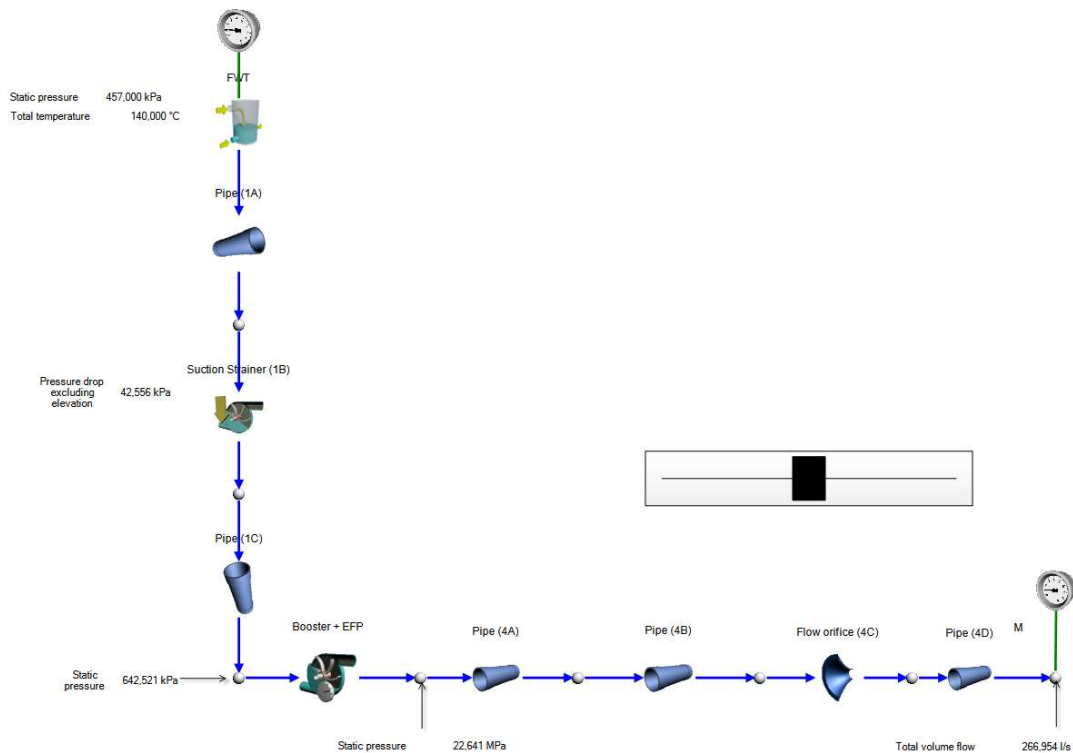 FWT
Static pressure 457,000 kPa
Total temperature 140,000 °C
Pipe (1A)
Suction Strainer (1B)
Pressure drop
excluding
elevation
42,556 kPa
Pipe (1C)
Booster + EFP
Pipe (4A)
Pipe (4B)
Flow orifice (4C)
Pipe (4D)
M
Static
pressure
642,521 kPa
Static pressure 22,641 MPa
Total volume flow 266,954 l/s